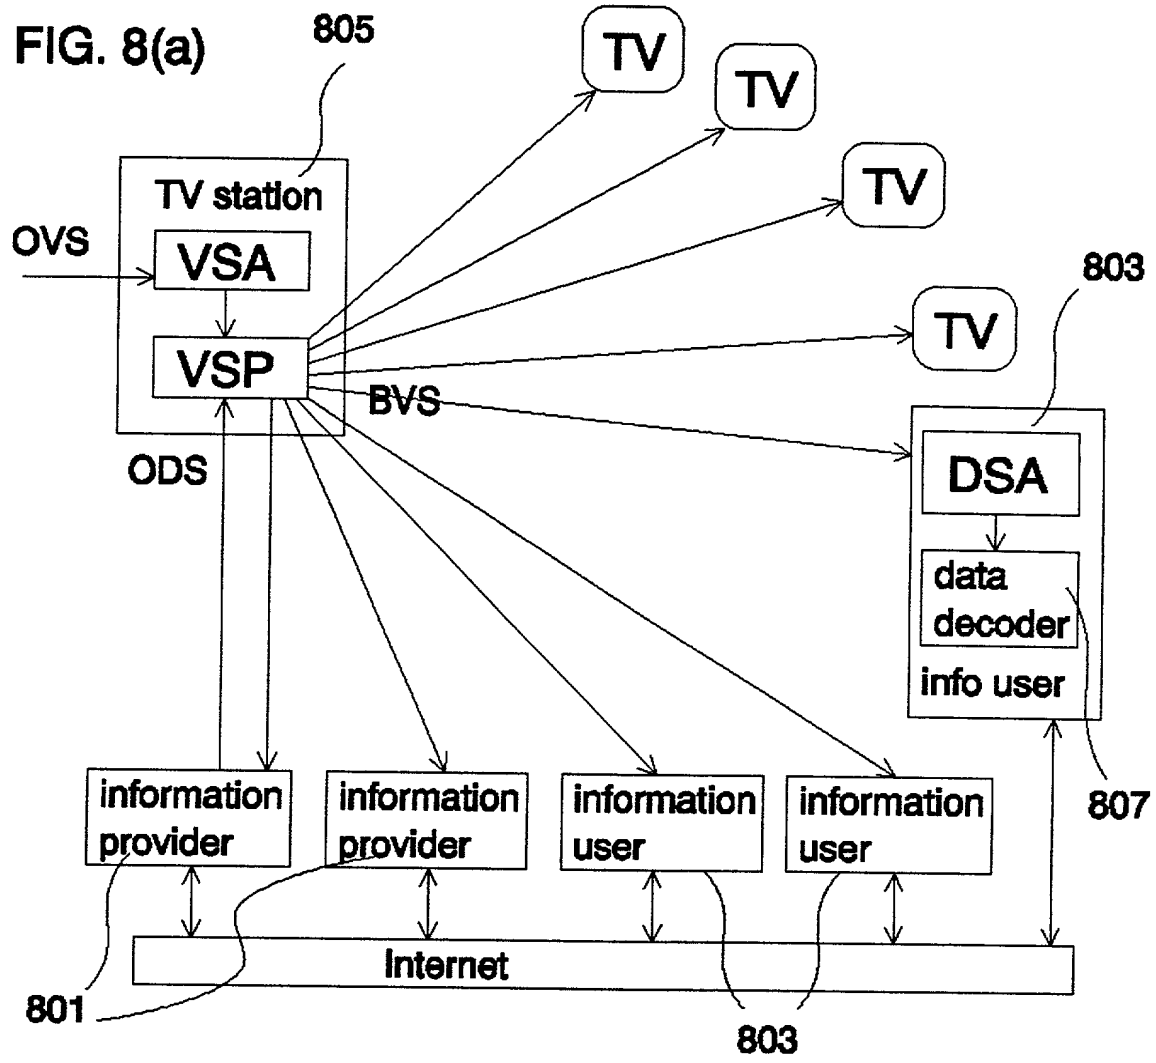 FIG. 8(a)
805
TV
TV
TV
TV
TV station
OVS
VSA
VSP
BVS
ODS
803
DSA
data
decoder
info user
807
information
provider
information
provider
information
user
information
user
Internet
801
803